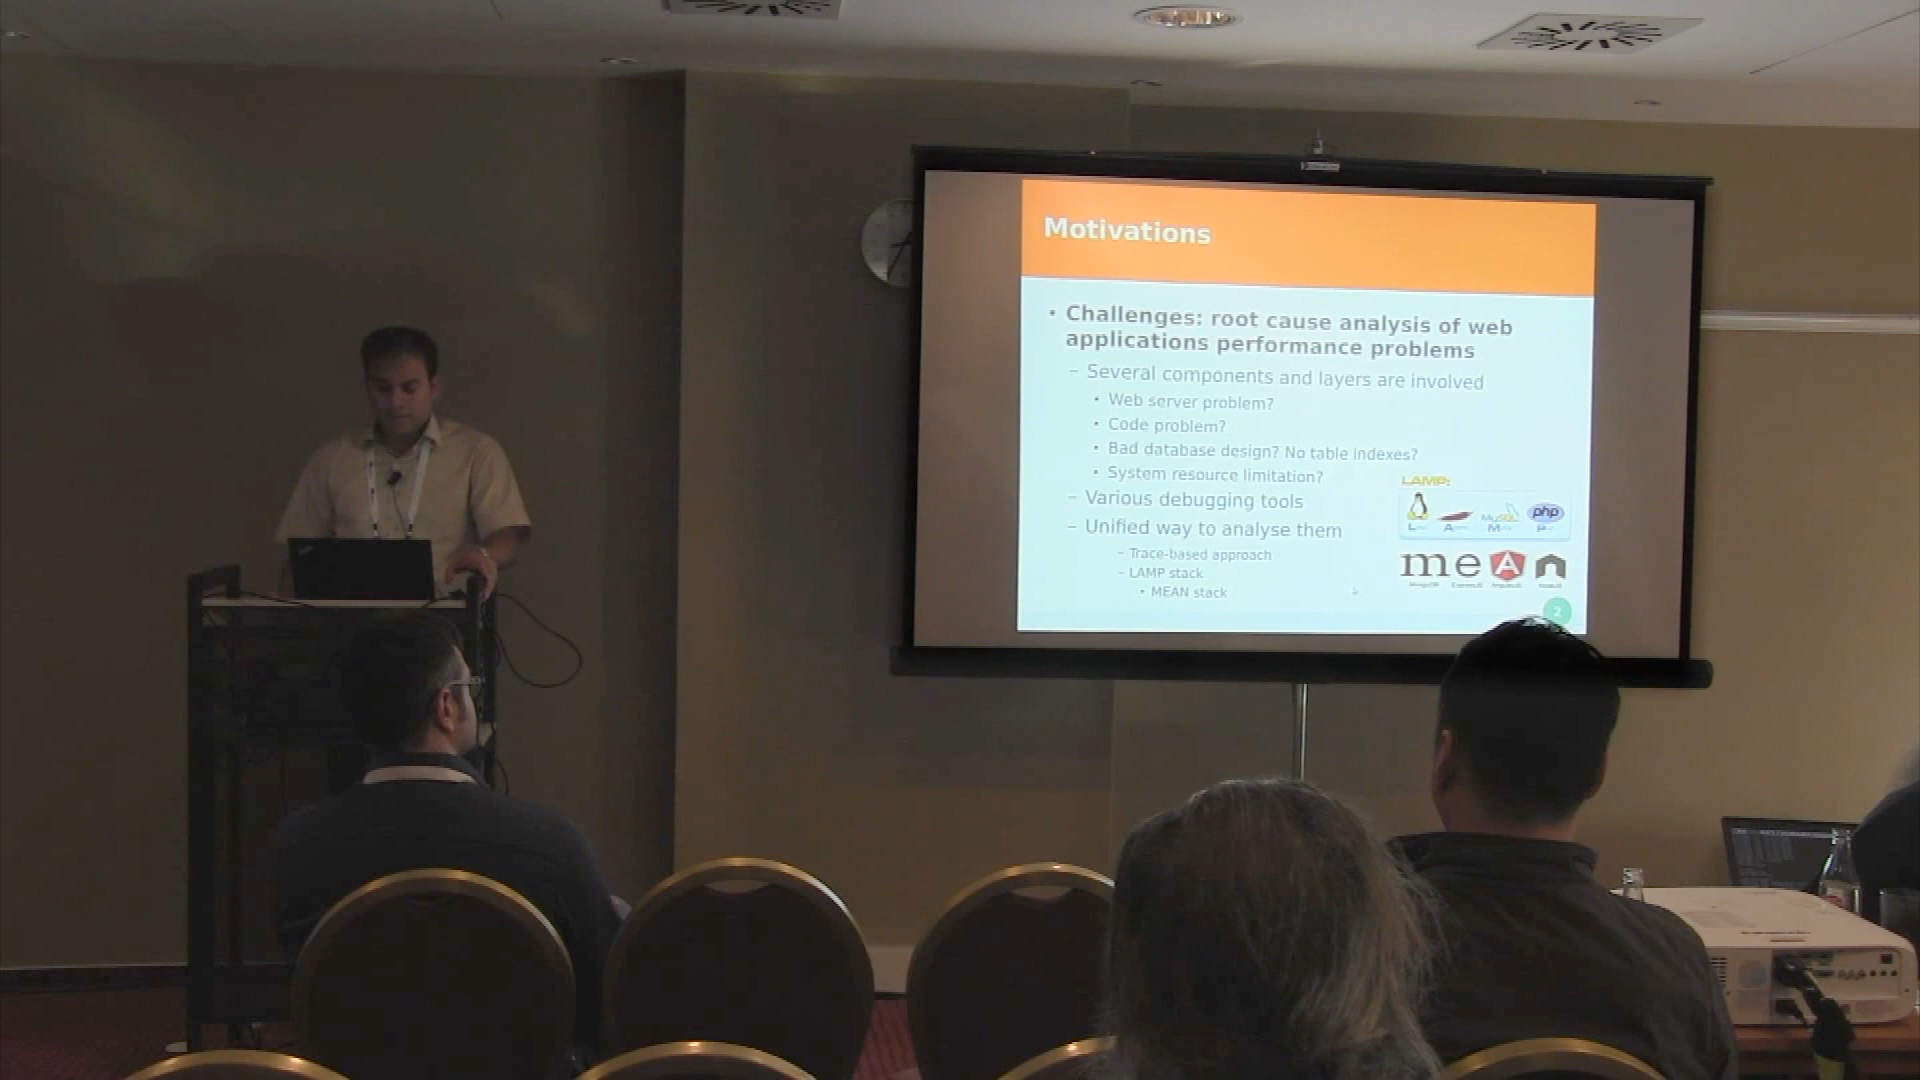 Motivations
• Challenges: root cause analysis of web
applications performance problems
– Several components and layers are involved
• Web server problem?
• Code problem?
• Bad database design? No table indexes?
• System resource limitation?
– Various debugging tools
– Unified way to analyse them
– Trace-based approach
– LAMP stack
• MEAN stack
LAMP:
MySQL
php
L
A
M
P
me A
2